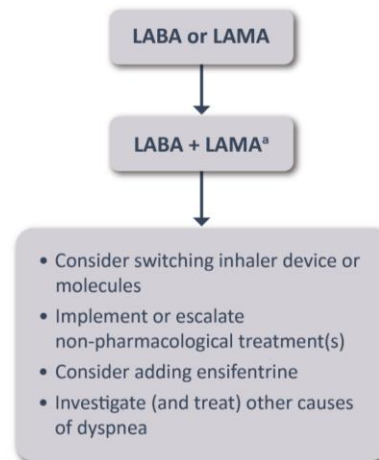 LABA or LAMA
LABA + LAMAᵃ
• Consider switching inhaler device or
molecules
• Implement or escalate
non-pharmacological treatment(s)
• Consider adding ensifentrine
• Investigate (and treat) other causes
of dyspnea